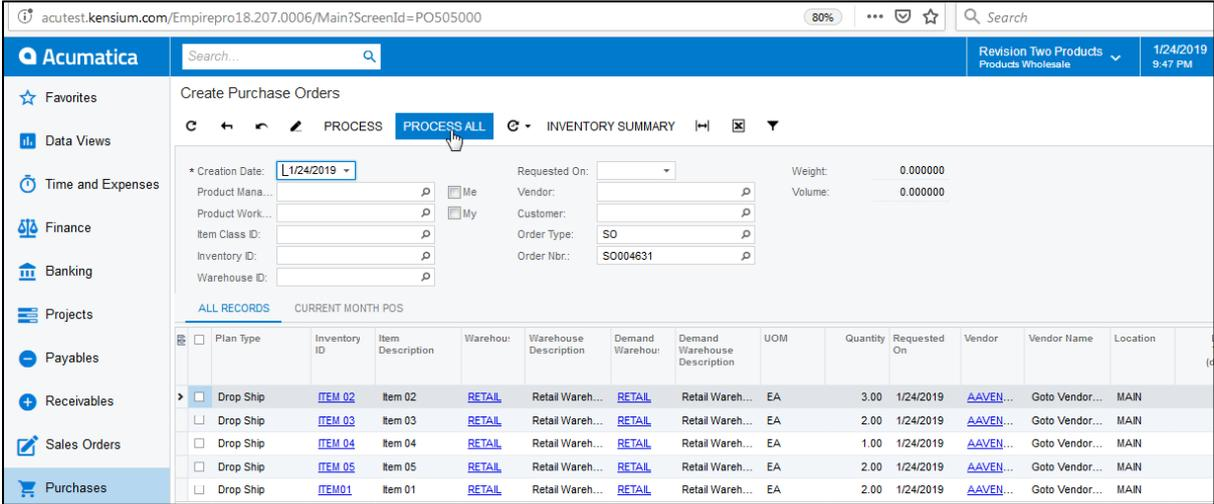 acutest.kensium.com/Empirepro18.207.0006/Main?ScreenId=PO505000 80% Search
Acumatica Search... Revision Two Products Products Wholesale 1/24/2019 9:47 PM
Favorites
Data Views
Time and Expenses
Finance
Banking
Projects
Payables
Receivables
Sales Orders
Purchases
Create Purchase Orders
PROCESS PROCESS ALL INVENTORY SUMMARY
* Creation Date: 1/24/2019 Requested On: Weight: 0.000000
Product Mana... Me Vendor: Volume: 0.000000
Product Work... My Customer:
Item Class ID: Order Type: SO
Inventory ID: Order Nbr.: SO004631
Warehouse ID:
ALL RECORDS CURRENT MONTH POS
Plan Type Inventory ID Item Description Warehou: Warehouse Description Demand Warehou: Demand Warehouse Description UOM Quantity Requested On Vendor Vendor Name Location
Drop Ship ITEM 02 Item 02 RETAIL Retail Wareh... RETAIL Retail Wareh... EA 3.00 1/24/2019 AAVEN... Goto Vendor... MAIN
Drop Ship ITEM 03 Item 03 RETAIL Retail Wareh... RETAIL Retail Wareh... EA 2.00 1/24/2019 AAVEN... Goto Vendor... MAIN
Drop Ship ITEM 04 Item 04 RETAIL Retail Wareh... RETAIL Retail Wareh... EA 1.00 1/24/2019 AAVEN... Goto Vendor... MAIN
Drop Ship ITEM 05 Item 05 RETAIL Retail Wareh... RETAIL Retail Wareh... EA 2.00 1/24/2019 AAVEN... Goto Vendor... MAIN
Drop Ship ITEM01 Item 01 RETAIL Retail Wareh... RETAIL Retail Wareh... EA 2.00 1/24/2019 AAVEN... Goto Vendor... MAIN